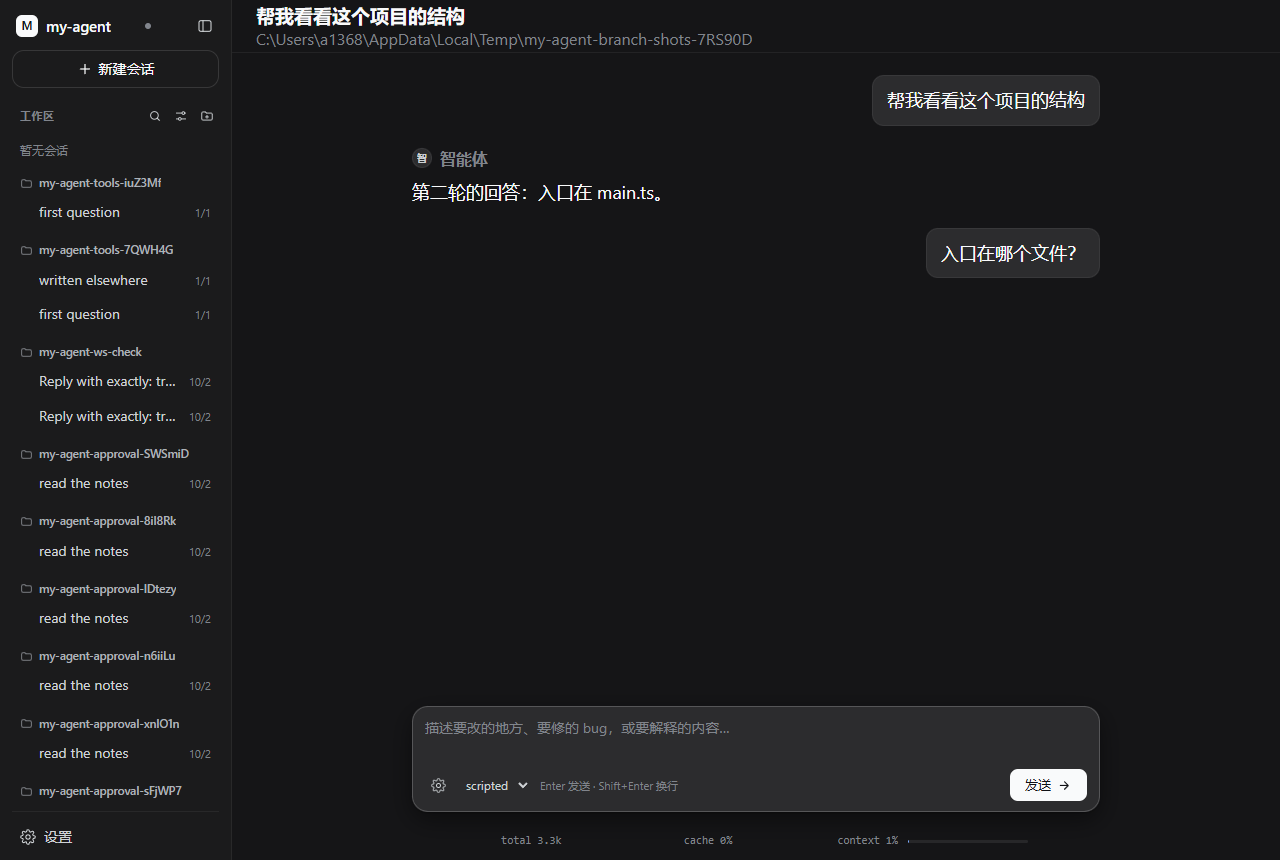 M my-agent
+ 新建会话
工作区
暂无会话
my-agent-tools-iuZ3Mf
first question 1/1
my-agent-tools-7QWH4G
written elsewhere 1/1
first question 1/1
my-agent-ws-check
Reply with exactly: tr... 10/2
Reply with exactly: tr... 10/2
my-agent-approval-SWSmiD
read the notes 10/2
my-agent-approval-8iI8Rk
read the notes 10/2
my-agent-approval-IDtezy
read the notes 10/2
my-agent-approval-n6iiLu
read the notes 10/2
my-agent-approval-xnIO1n
read the notes 10/2
my-agent-approval-sFjWP7
设置
帮我看看这个项目的结构
C:\Users\a1368\AppData\Local\Temp\my-agent-branch-shots-7RS90D
帮我看看这个项目的结构
智 智能体
第二轮的回答：入口在 main.ts。
入口在哪个文件？
描述要改的地方、要修的 bug，或要解释的内容...
scripted Enter 发送 · Shift+Enter 换行 发送 →
total 3.3k cache 0% context 1%